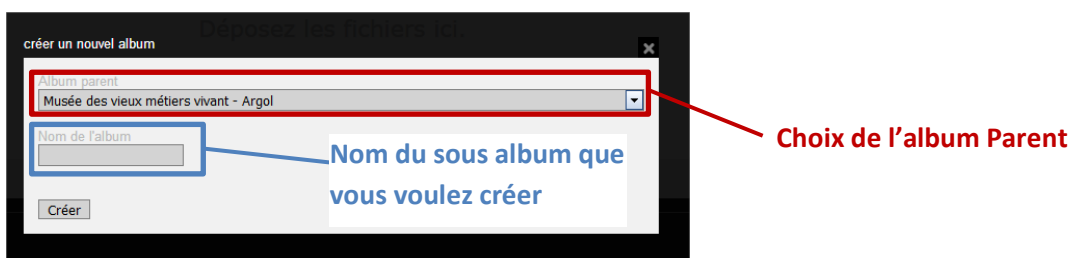 Déposez les fichiers ici.
créer un nouvel album
Album parent
Musée des vieux métiers vivant - Argol
Choix de l'album Parent
Nom de l'album
Nom du sous album que
vous voulez créer
Créer